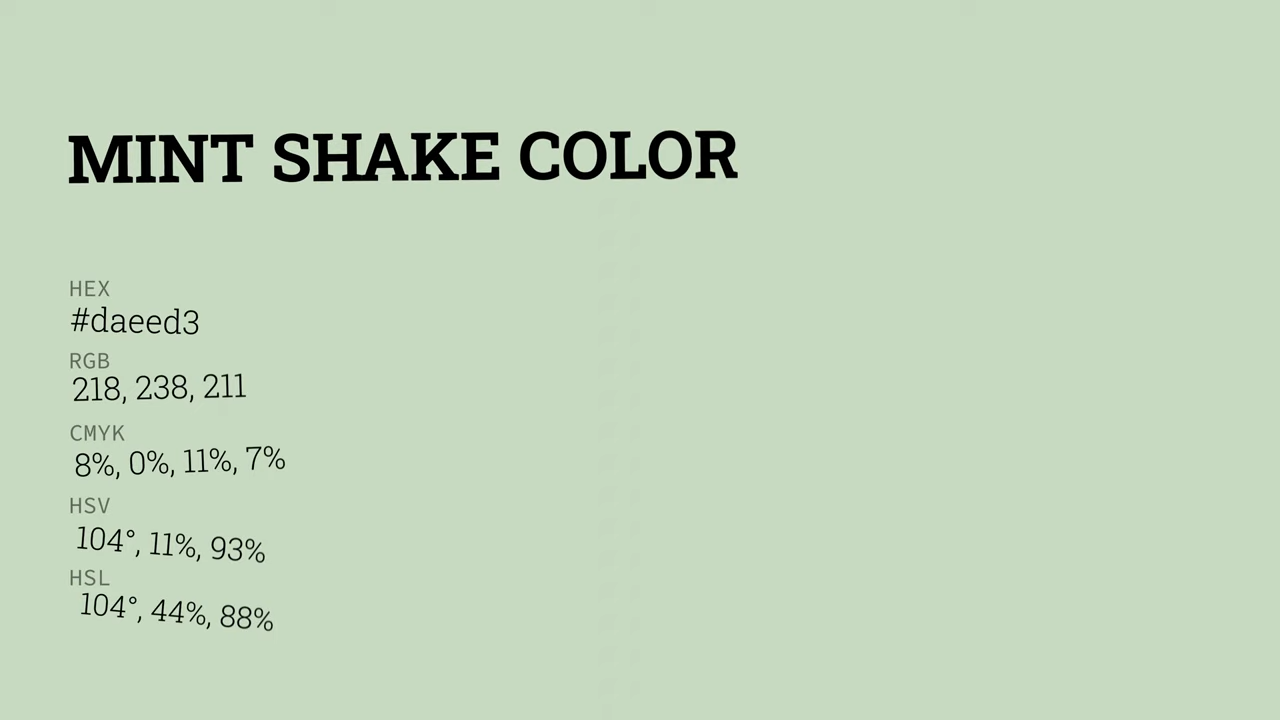 MINT SHAKE COLOR
HEX
#daeed3
RGB
218, 238, 211
CMYK
8%, 0%, 11%, 7%
HSV
104°, 11%, 93%
HSL
104°, 44%, 88%